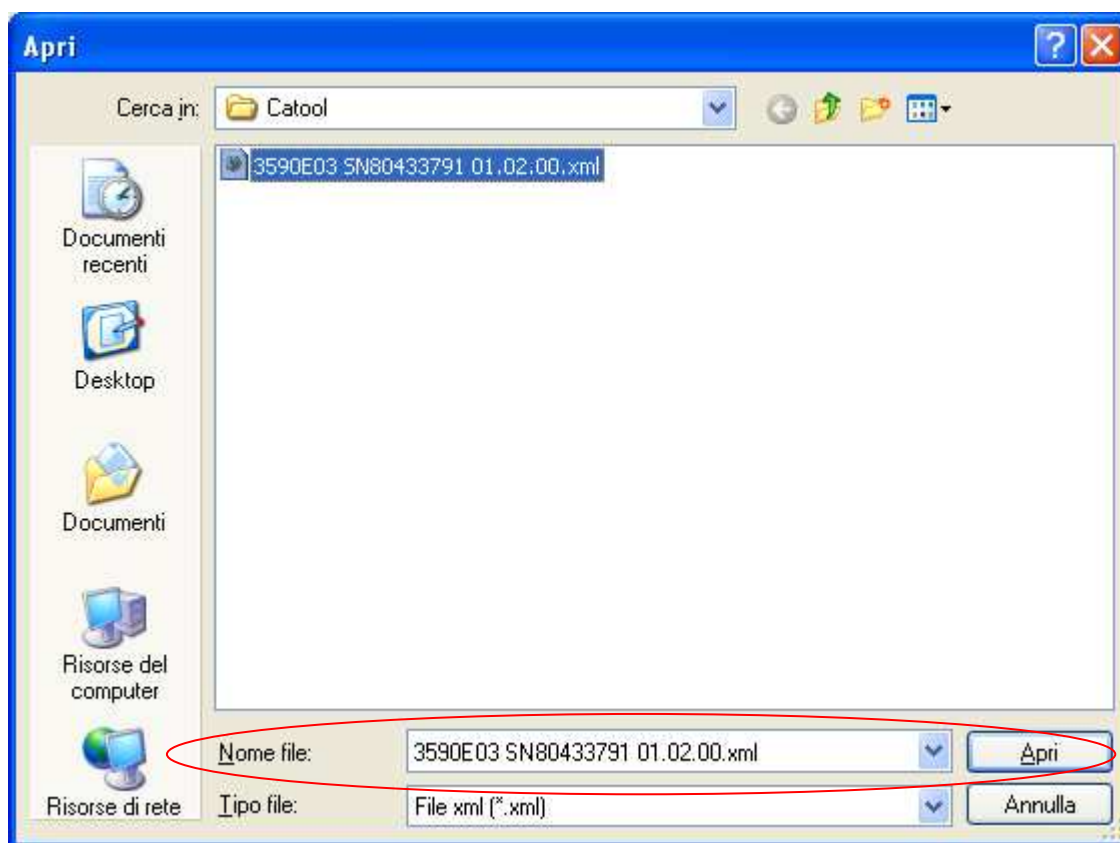 Apri
Cerca in:
Catool
3590E03 SN80433791 01.02.00.xml
Documenti
recenti
Desktop
Documenti
Risorse del
computer
Risorse di rete
Nome file:
3590E03 SN80433791 01.02.00.xml
Apri
Tipo file:
File xml (*.xml)
Annulla